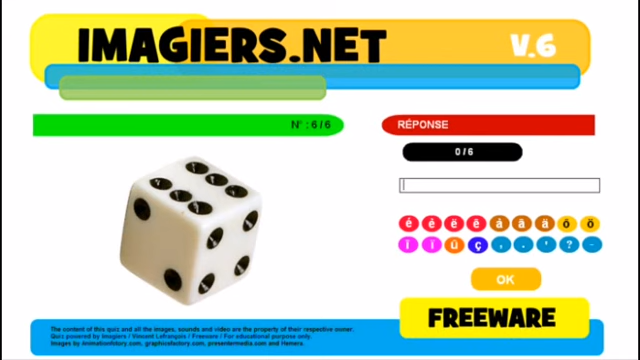 IMAGIERS.NET
V.6
N° : 6 / 6
RÉPONSE
0 / 6
é è ë ê à â ä ô ö
ï î ü ç , . ' ? -
OK
FREEWARE
The content of this quiz and all the images, sounds and video are the property of their respective owner.
Quiz powered by Imagiers / Vincent Lefrançais / Freeware / For educational purpose only.
Images by Animationfistory.com, graphicsfactory.com, presentermedia.com and Hemera.